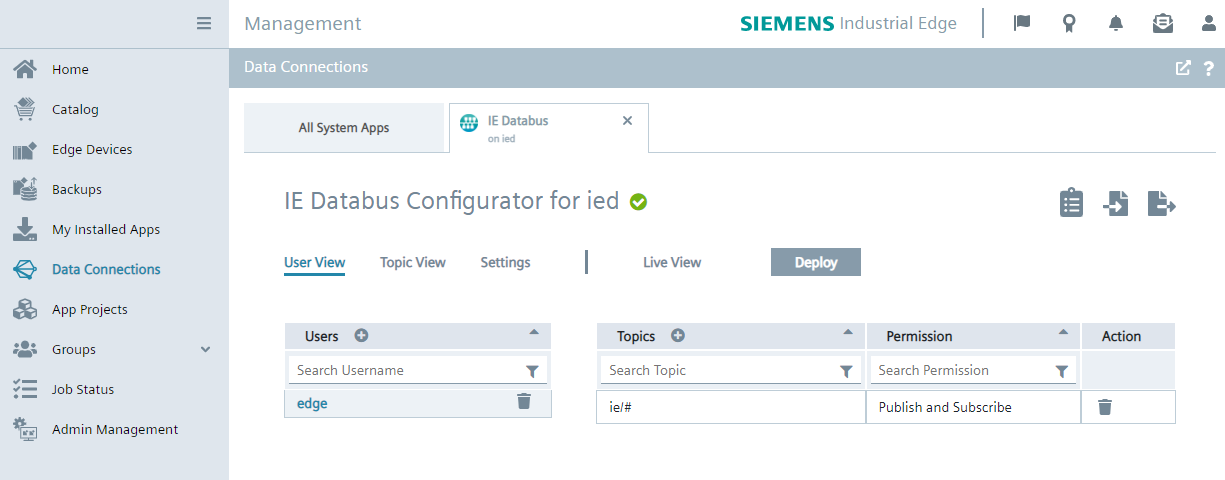 Management
SIEMENS Industrial Edge
Home
Catalog
Edge Devices
Backups
My Installed Apps
Data Connections
App Projects
Groups
Job Status
Admin Management
Data Connections
?
All System Apps
IE Databus
on ied
IE Databus Configurator for ied
User View Topic View Settings Live View Deploy
Users Topics Permission Action
Search Username Search Topic Search Permission
edge ie/# Publish and Subscribe